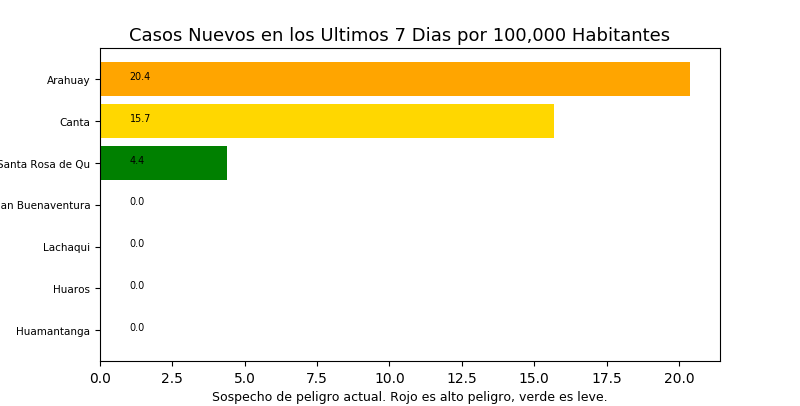 Casos Nuevos en los Ultimos 7 Dias por 100,000 Habitantes
Arahuay 20.4
Canta 15.7
Santa Rosa de Qu 4.4
an Buenaventura 0.0
Lachaqui 0.0
Huaros 0.0
Huamantanga 0.0
0.0 2.5 5.0 7.5 10.0 12.5 15.0 17.5 20.0
Sospecho de peligro actual. Rojo es alto peligro, verde es leve.